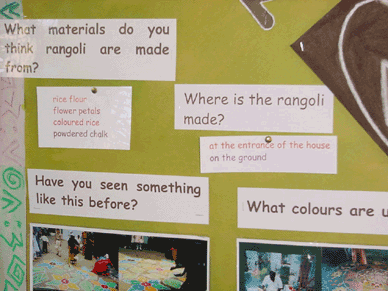 What materials do you
think rangoli are made
from?
rice flour
flower petals
coloured rice
powdered chalk
Where is the rangoli
made?
at the entrance of the house
on the ground
Have you seen something
like this before?
What colours are u